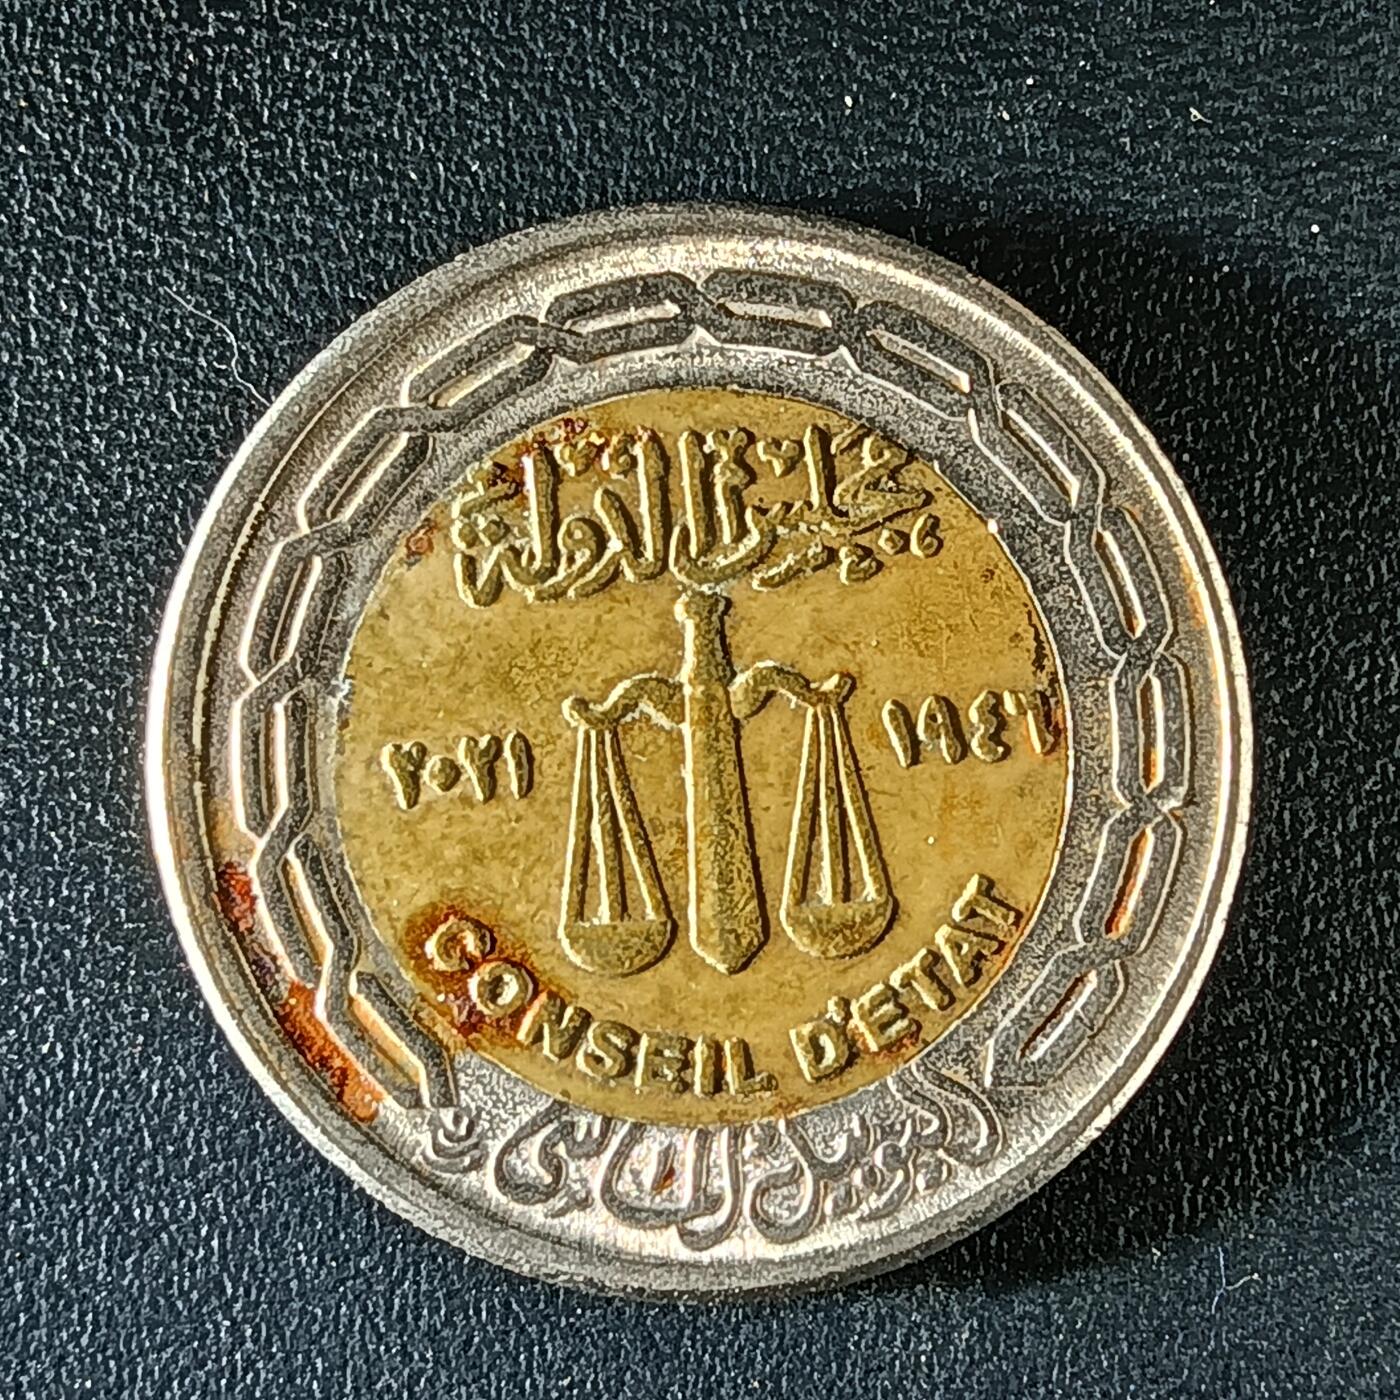 مجلس الدولة
١٩٤٦
٢٠٢١
CONSEIL D'ETAT
اليوبيل الماسي